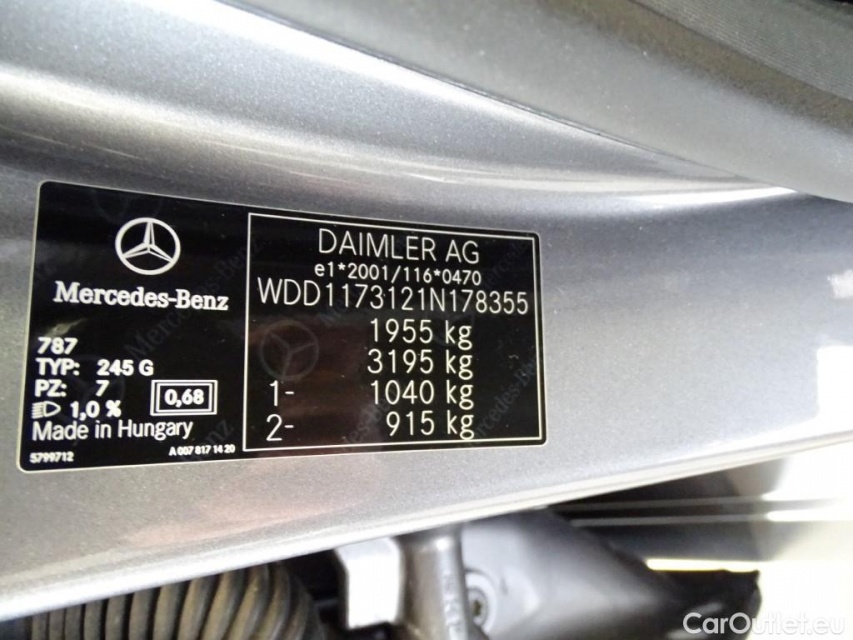 Mercedes-Benz
787
TYP: 245 G
PZ: 7
0,68
1,0 %
Made in Hungary
5799712
A 007 817 14 20
DAIMLER AG
e1*2001/116*0470
WDD1173121N178355
1955 kg
3195 kg
1- 1040 kg
2- 915 kg
CarOutlet.eu